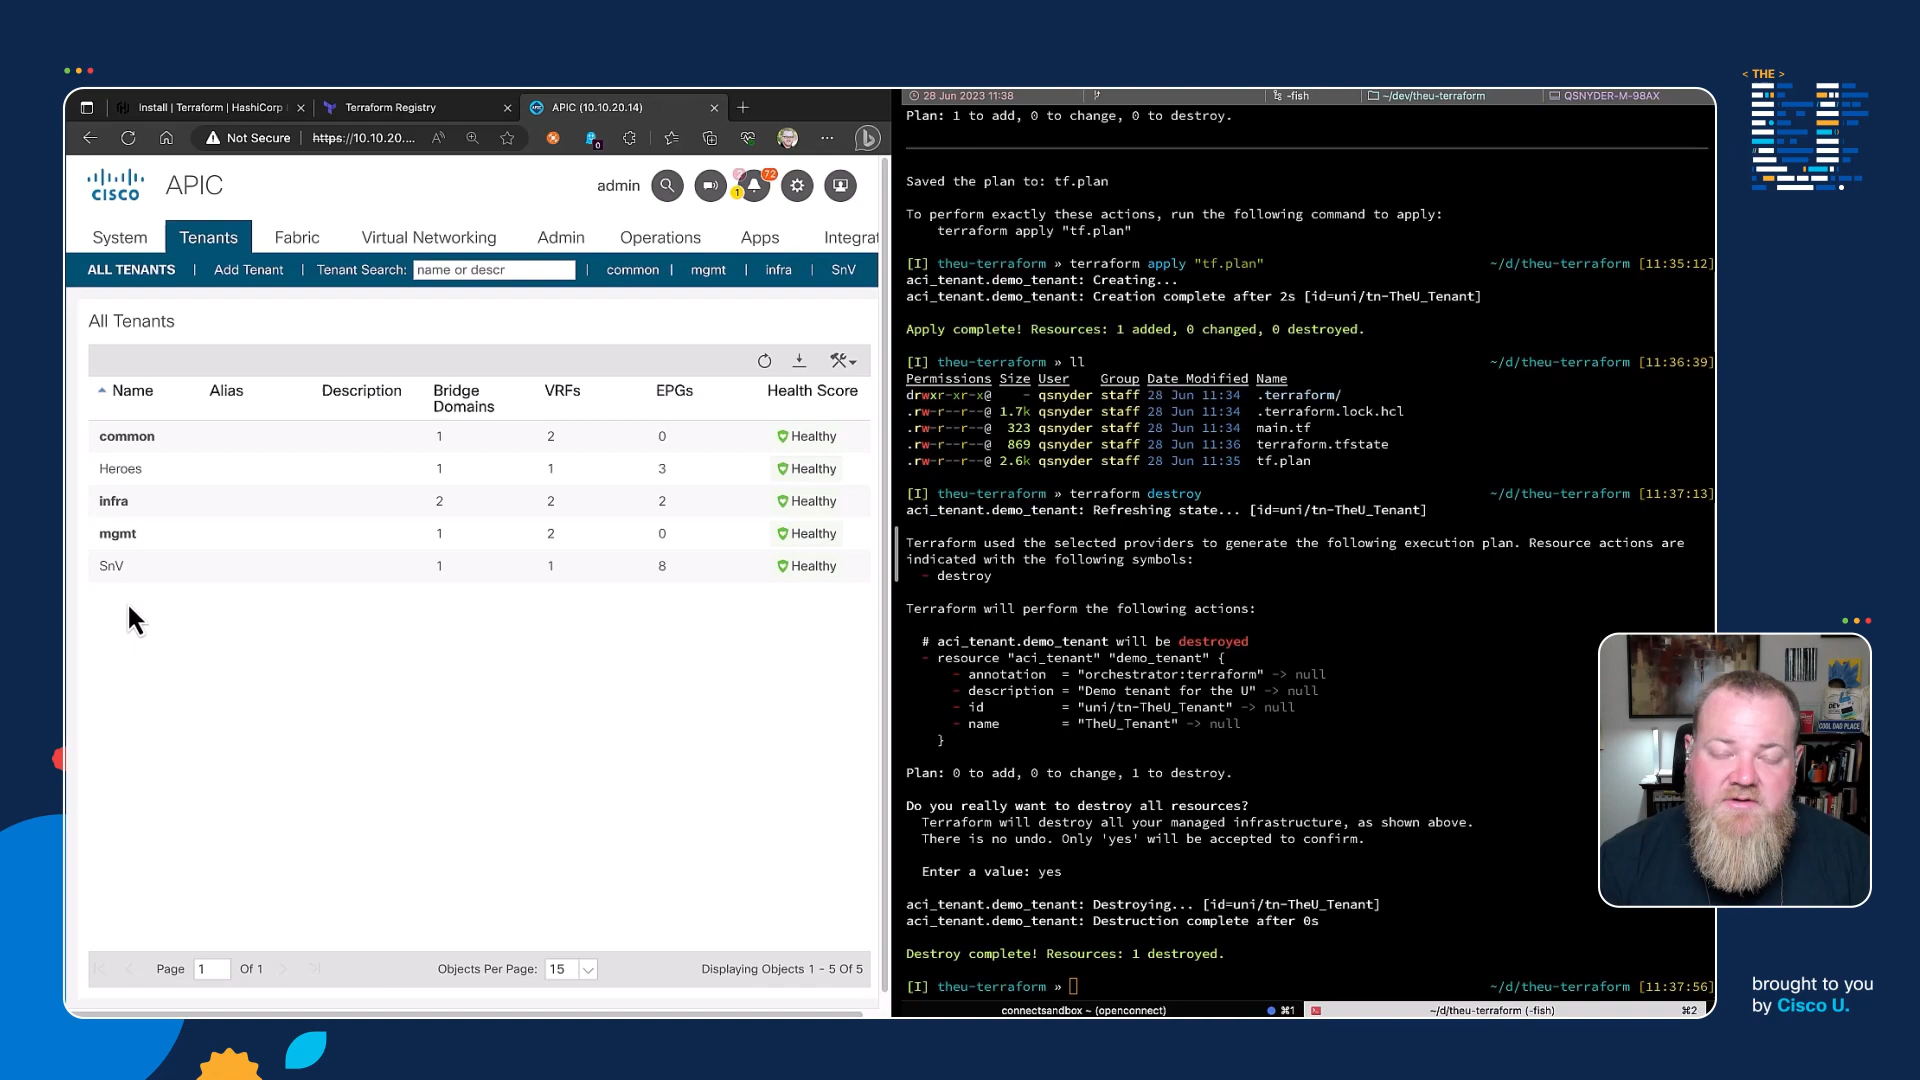 < THE >
Install | Terraform | HashiCorp
Terraform Registry
APIC (10.10.20.14)
Not Secure
https://10.10.20....
0
CISCO
APIC
admin
1
72
System
Tenants
Fabric
Virtual Networking
Admin
Operations
Apps
Integrat
ALL TENANTS | Add Tenant | Tenant Search: name or descr | common | mgmt | infra | SnV
All Tenants
Name Alias Description Bridge Domains VRFs EPGs Health Score
common 1 2 0 Healthy
Heroes 1 1 3 Healthy
infra 2 2 2 Healthy
mgmt 1 2 0 Healthy
SnV 1 1 8 Healthy
Page 1 Of 1 Objects Per Page: 15 Displaying Objects 1 - 5 Of 5
28 Jun 2023 11:38 -fish ~/dev/theu-terraform QSNYDER-M-98AX
Plan: 1 to add, 0 to change, 0 to destroy.
Saved the plan to: tf.plan
To perform exactly these actions, run the following command to apply:
terraform apply "tf.plan"
[I] theu-terraform » terraform apply "tf.plan" ~/d/theu-terraform [11:35:12]
aci_tenant.demo_tenant: Creating...
aci_tenant.demo_tenant: Creation complete after 2s [id=uni/tn-TheU_Tenant]
Apply complete! Resources: 1 added, 0 changed, 0 destroyed.
[I] theu-terraform » ll ~/d/theu-terraform [11:36:39]
Permissions Size User Group Date Modified Name
drwxr-xr-x@ - qsnyder staff 28 Jun 11:34 .terraform/
.rw-r--r--@ 1.7k qsnyder staff 28 Jun 11:34 .terraform.lock.hcl
.rw-r--r--@ 323 qsnyder staff 28 Jun 11:34 main.tf
.rw-r--r--@ 869 qsnyder staff 28 Jun 11:36 terraform.tfstate
.rw-r--r--@ 2.6k qsnyder staff 28 Jun 11:35 tf.plan
[I] theu-terraform » terraform destroy ~/d/theu-terraform [11:37:13]
aci_tenant.demo_tenant: Refreshing state... [id=uni/tn-TheU_Tenant]
Terraform used the selected providers to generate the following execution plan. Resource actions are
indicated with the following symbols:
- destroy
Terraform will perform the following actions:
# aci_tenant.demo_tenant will be destroyed
- resource "aci_tenant" "demo_tenant" {
- annotation = "orchestrator:terraform" -> null
- description = "Demo tenant for the U" -> null
- id = "uni/tn-TheU_Tenant" -> null
- name = "TheU_Tenant" -> null
}
Plan: 0 to add, 0 to change, 1 to destroy.
Do you really want to destroy all resources?
Terraform will destroy all your managed infrastructure, as shown above.
There is no undo. Only 'yes' will be accepted to confirm.
Enter a value: yes
aci_tenant.demo_tenant: Destroying... [id=uni/tn-TheU_Tenant]
aci_tenant.demo_tenant: Destruction complete after 0s
Destroy complete! Resources: 1 destroyed.
[I] theu-terraform » ~/d/theu-terraform [11:37:56]
connectsandbox ~ (openconnect) ⌘1 ~/d/theu-terraform (-fish) ⌘2
COOL DAD PLACE
brought to you
by Cisco U.